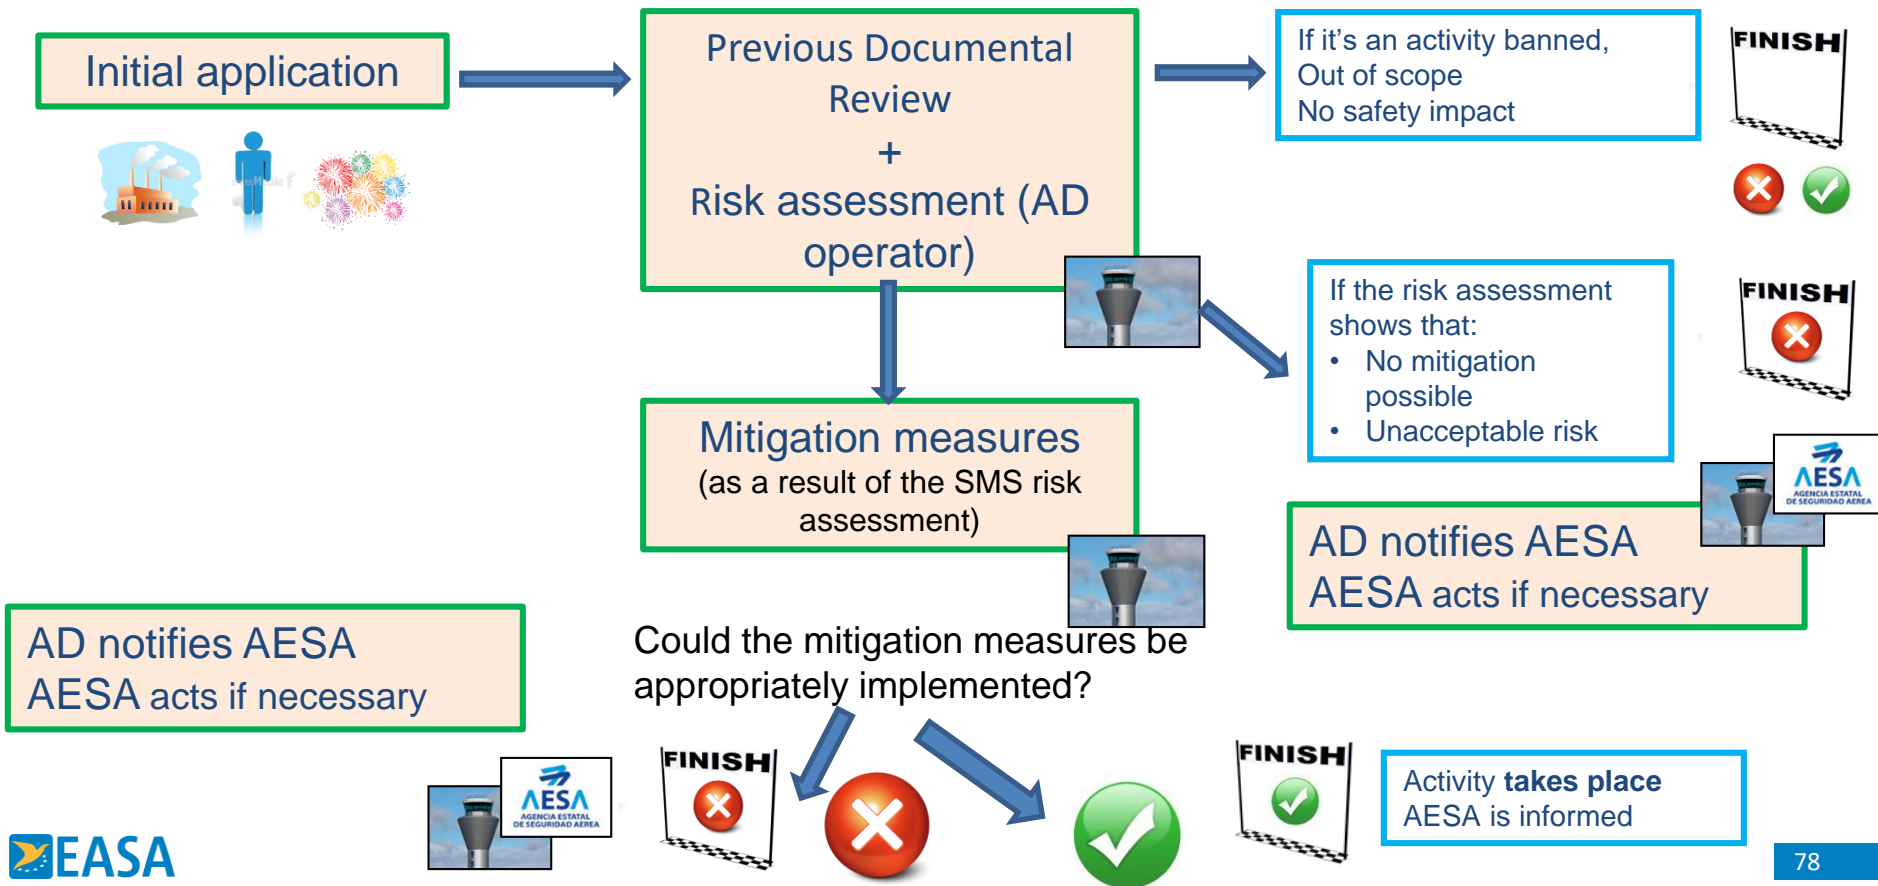 Initial application
Previous Documental
Review
+
Risk assessment (AD
operator)
If it's an activity banned,
Out of scope
No safety impact
FINISH
If the risk assessment
shows that:
• No mitigation
possible
• Unacceptable risk
FINISH
Mitigation measures
(as a result of the SMS risk
assessment)
AESA
AGENCIA ESTATAL
DE SEGURIDAD AEREA
AD notifies AESA
AESA acts if necessary
AD notifies AESA
AESA acts if necessary
Could the mitigation measures be
appropriately implemented?
AESA
AGENCIA ESTATAL
DE SEGURIDAD AEREA
FINISH
FINISH
Activity takes place
AESA is informed
EASA
78